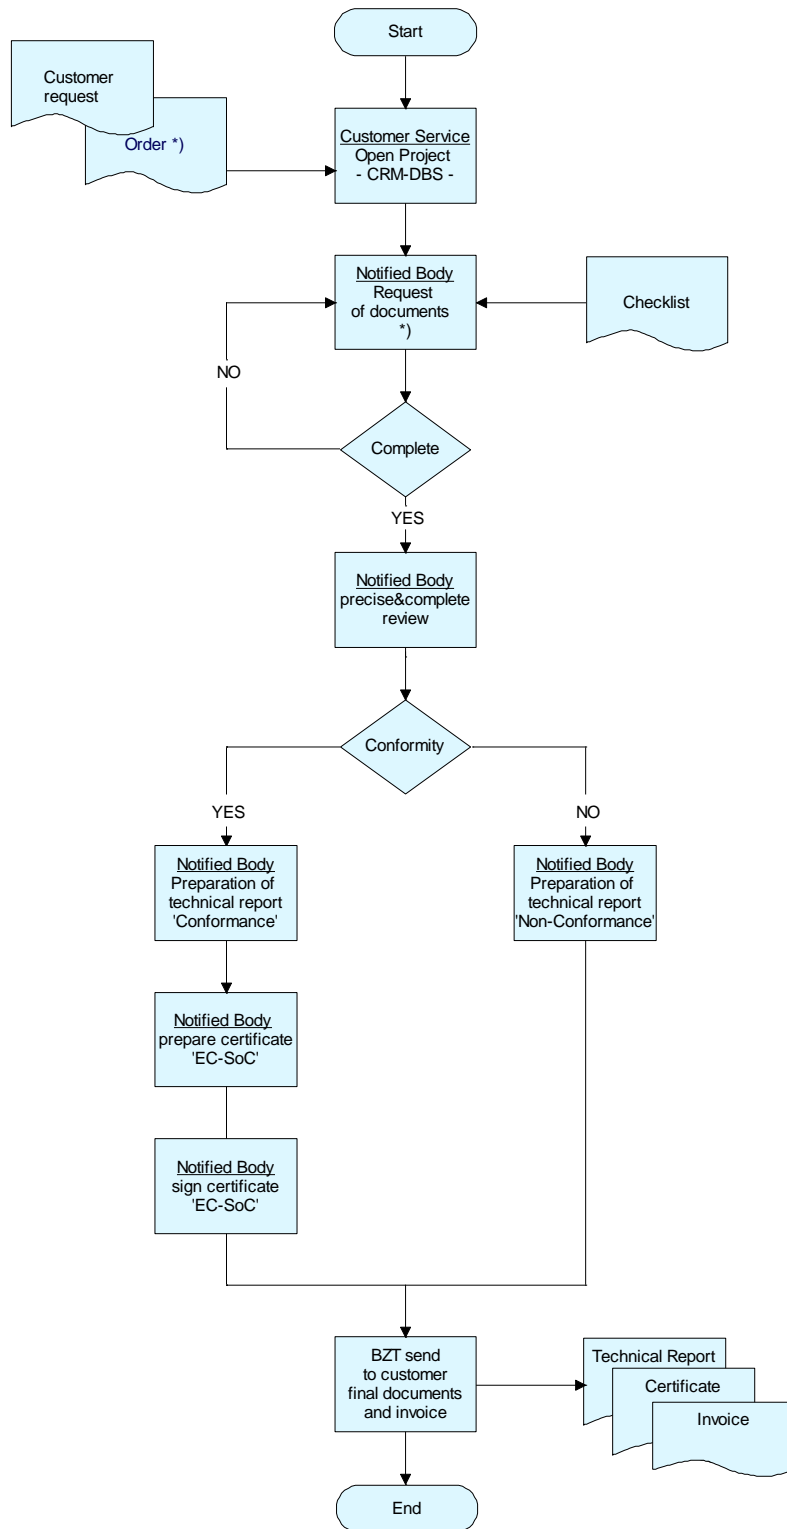 Start
Customer
request
Order *)
Customer Service
Open Project
- CRM-DBS -
Notified Body
Request
of documents
*)
Checklist
NO
Complete
YES
Notified Body
precise&complete
review
Conformity
YES
NO
Notified Body
Preparation of
technical report
'Conformance'
Notified Body
Preparation of
technical report
'Non-Conformance'
Notified Body
prepare certificate
'EC-SoC'
Notified Body
sign certificate
'EC-SoC'
BZT send
to customer
final documents
and invoice
Technical Report
Certificate
Invoice
End